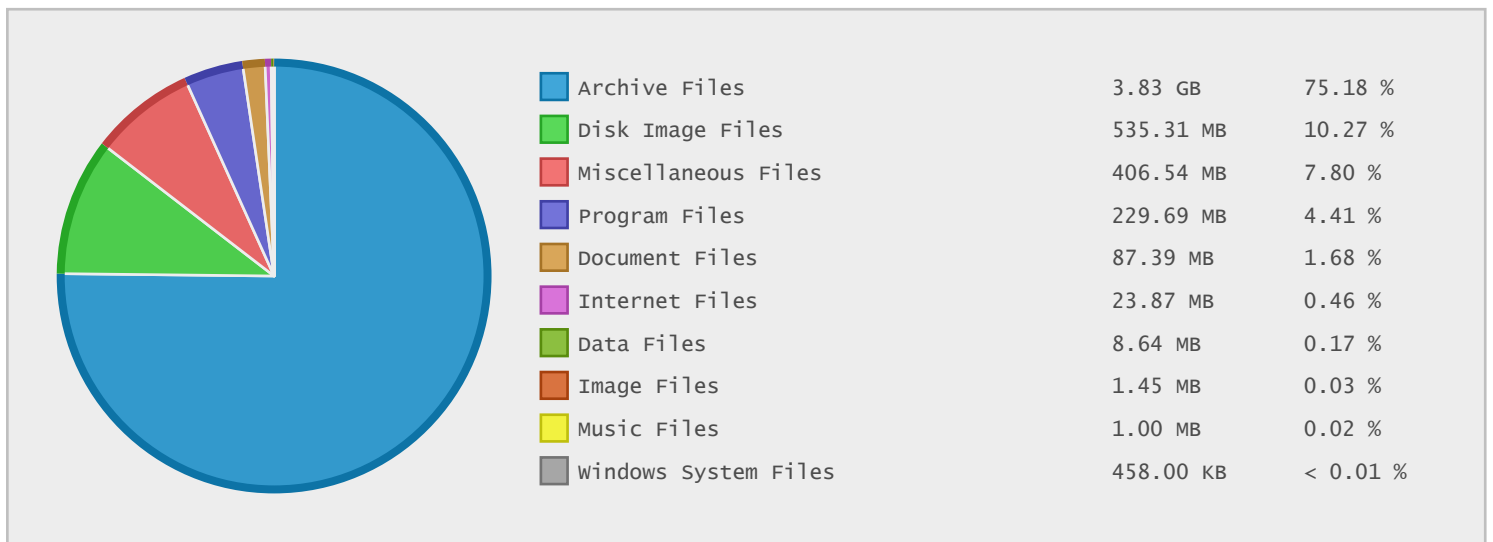 Archive Files 3.83 GB 75.18 %
Disk Image Files 535.31 MB 10.27 %
Miscellaneous Files 406.54 MB 7.80 %
Program Files 229.69 MB 4.41 %
Document Files 87.39 MB 1.68 %
Internet Files 23.87 MB 0.46 %
Data Files 8.64 MB 0.17 %
Image Files 1.45 MB 0.03 %
Music Files 1.00 MB 0.02 %
Windows System Files 458.00 KB < 0.01 %